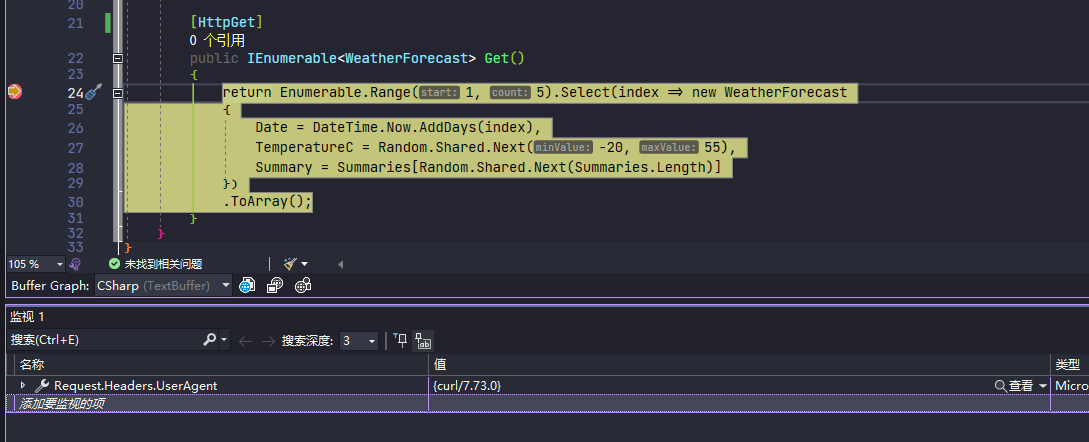 20
21 [HttpGet]
0 个引用
22 public IEnumerable<WeatherForecast> Get()
23 {
24 return Enumerable.Range(start: 1, count: 5).Select(index => new WeatherForecast
25 {
26 Date = DateTime.Now.AddDays(index),
27 TemperatureC = Random.Shared.Next(minValue: -20, maxValue: 55),
28 Summary = Summaries[Random.Shared.Next(Summaries.Length)]
29 })
30 .ToArray();
31 }
32 }
33 }
105 % 未找到相关问题
Buffer Graph: CSharp (TextBuffer)
监视 1
搜索(Ctrl+E) 搜索深度: 3
名称 值 类型
Request.Headers.UserAgent {curl/7.73.0} 查看 Micro
添加要监视的项